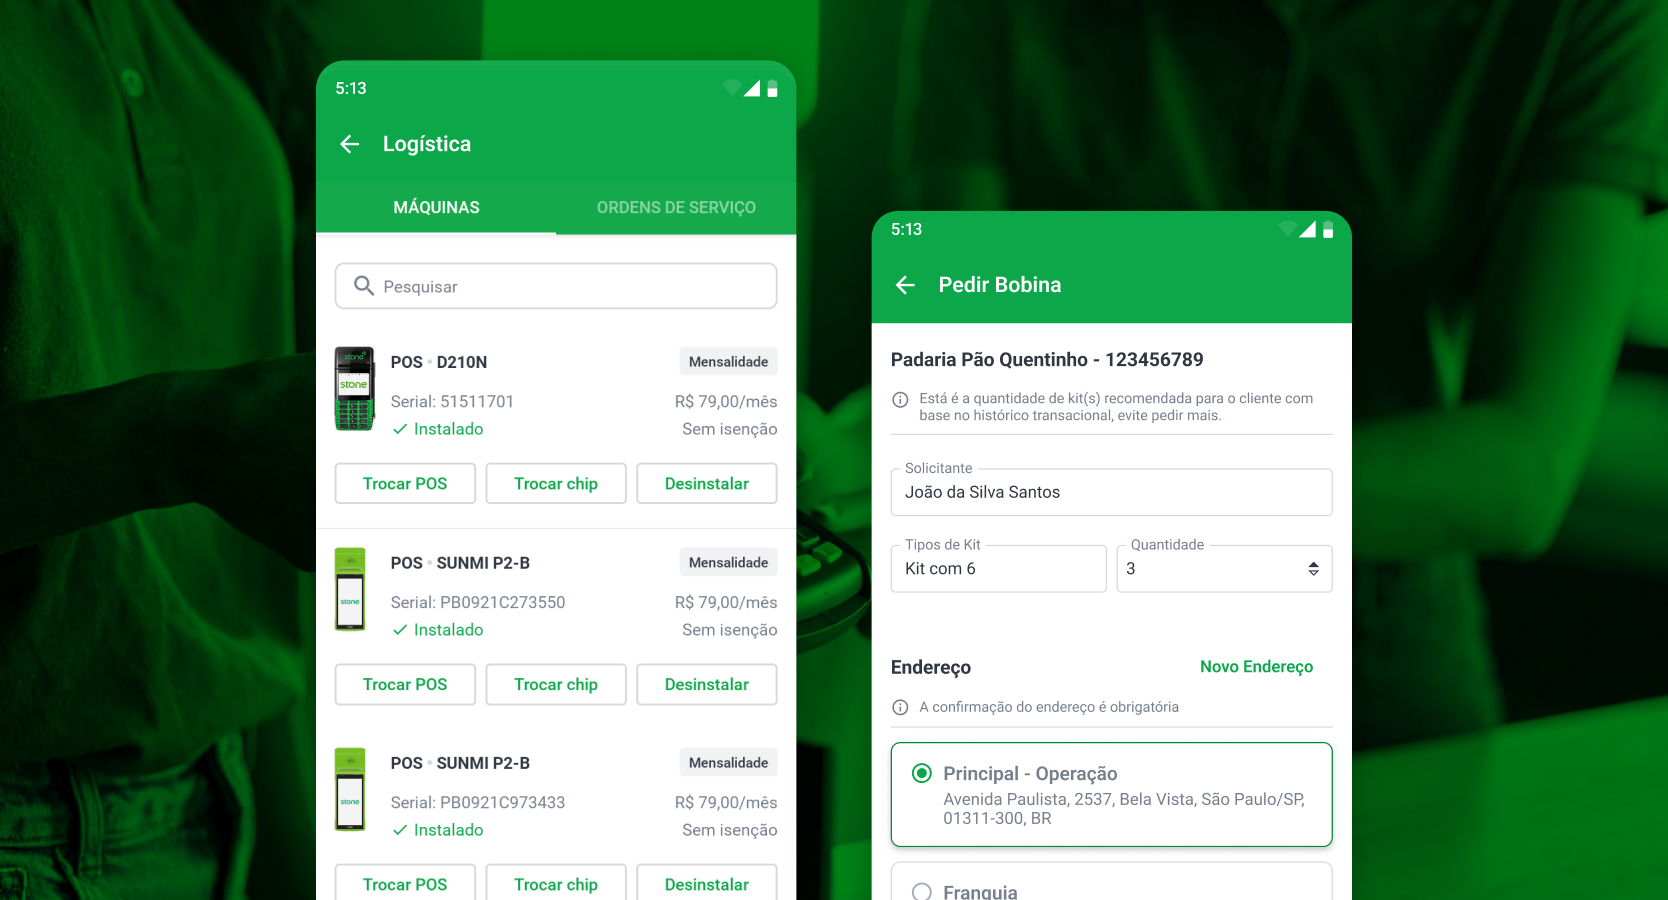 5:13
Logística
MÁQUINAS
ORDENS DE SERVIÇO
Pesquisar
stone
stone
POS • D210N
Mensalidade
Serial: 51511701
R$ 79,00/mês
Instalado
Sem isenção
Trocar POS
Trocar chip
Desinstalar
stone
POS • SUNMI P2-B
Mensalidade
Serial: PB0921C273550
R$ 79,00/mês
Instalado
Sem isenção
Trocar POS
Trocar chip
Desinstalar
stone
POS • SUNMI P2-B
Mensalidade
Serial: PB0921C973433
R$ 79,00/mês
Instalado
Sem isenção
Trocar POS
Trocar chip
Desinstalar
5:13
Pedir Bobina
Padaria Pão Quentinho - 123456789
Está é a quantidade de kit(s) recomendada para o cliente com
base no histórico transacional, evite pedir mais.
Solicitante
João da Silva Santos
Tipos de Kit
Kit com 6
Quantidade
3
Endereço
Novo Endereço
A confirmação do endereço é obrigatória
Principal - Operação
Avenida Paulista, 2537, Bela Vista, São Paulo/SP,
01311-300, BR
Franquia